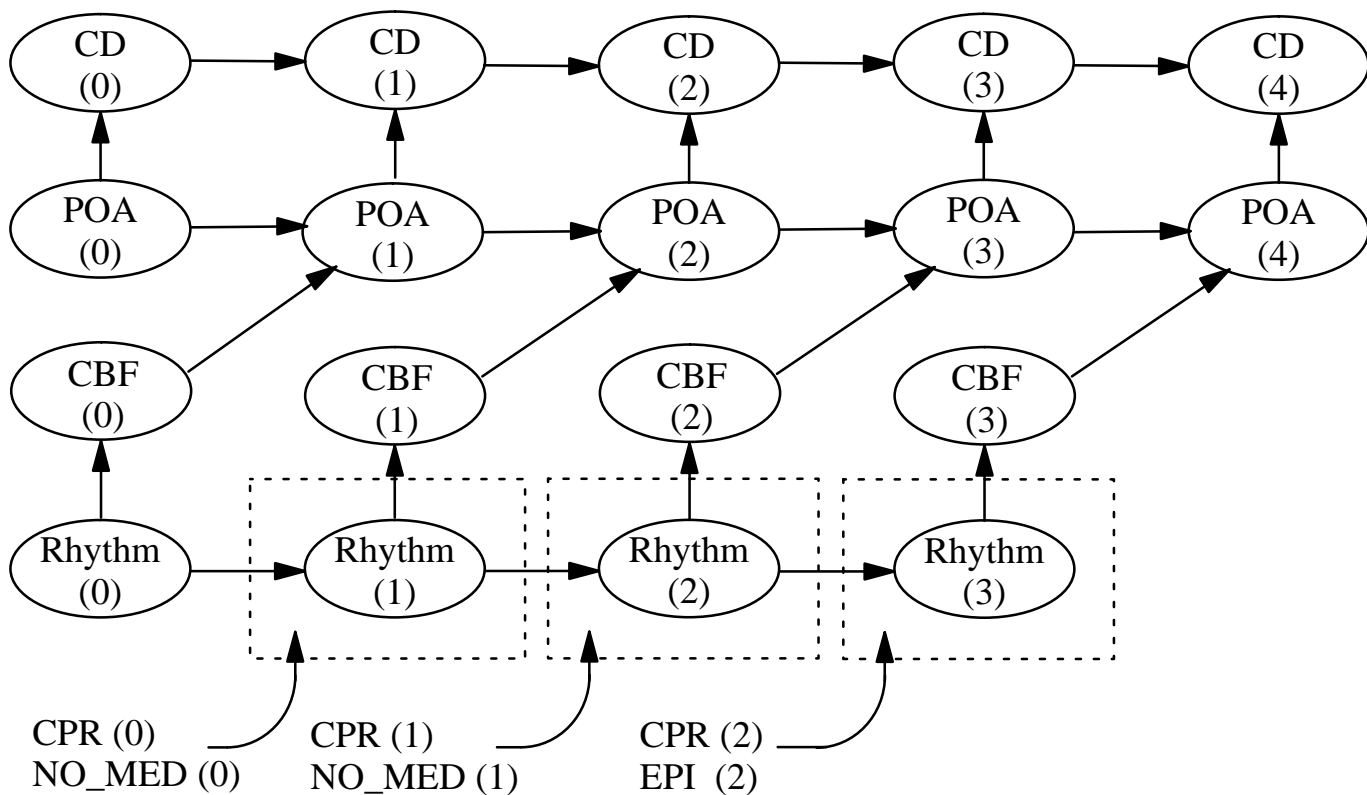 CD
(0)
CD
(1)
CD
(2)
CD
(3)
CD
(4)
POA
(0)
POA
(1)
POA
(2)
POA
(3)
POA
(4)
CBF
(0)
CBF
(1)
CBF
(2)
CBF
(3)
Rhythm
(0)
Rhythm
(1)
Rhythm
(2)
Rhythm
(3)
CPR (0)
NO_MED (0)
CPR (1)
NO_MED (1)
CPR (2)
EPI (2)